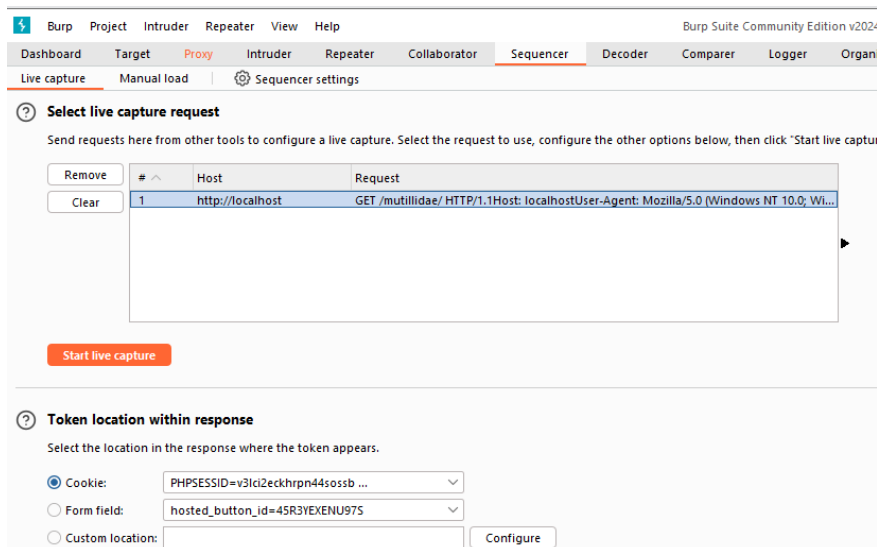 Burp Project Intruder Repeater View Help Burp Suite Community Edition v2024
Dashboard Target Proxy Intruder Repeater Collaborator Sequencer Decoder Comparer Logger Organi
Live capture Manual load Sequencer settings
? Select live capture request
Send requests here from other tools to configure a live capture. Select the request to use, configure the other options below, then click "Start live captur
Remove
Clear
# Host Request
1 http://localhost GET /mutillidae/ HTTP/1.1Host: localhostUser-Agent: Mozilla/5.0 (Windows NT 10.0; Wi...
Start live capture
? Token location within response
Select the location in the response where the token appears.
Cookie: PHPSESSID=v3lci2eckhrpn44sossb ...
Form field: hosted_button_id=45R3YEXENU97S
Custom location: Configure